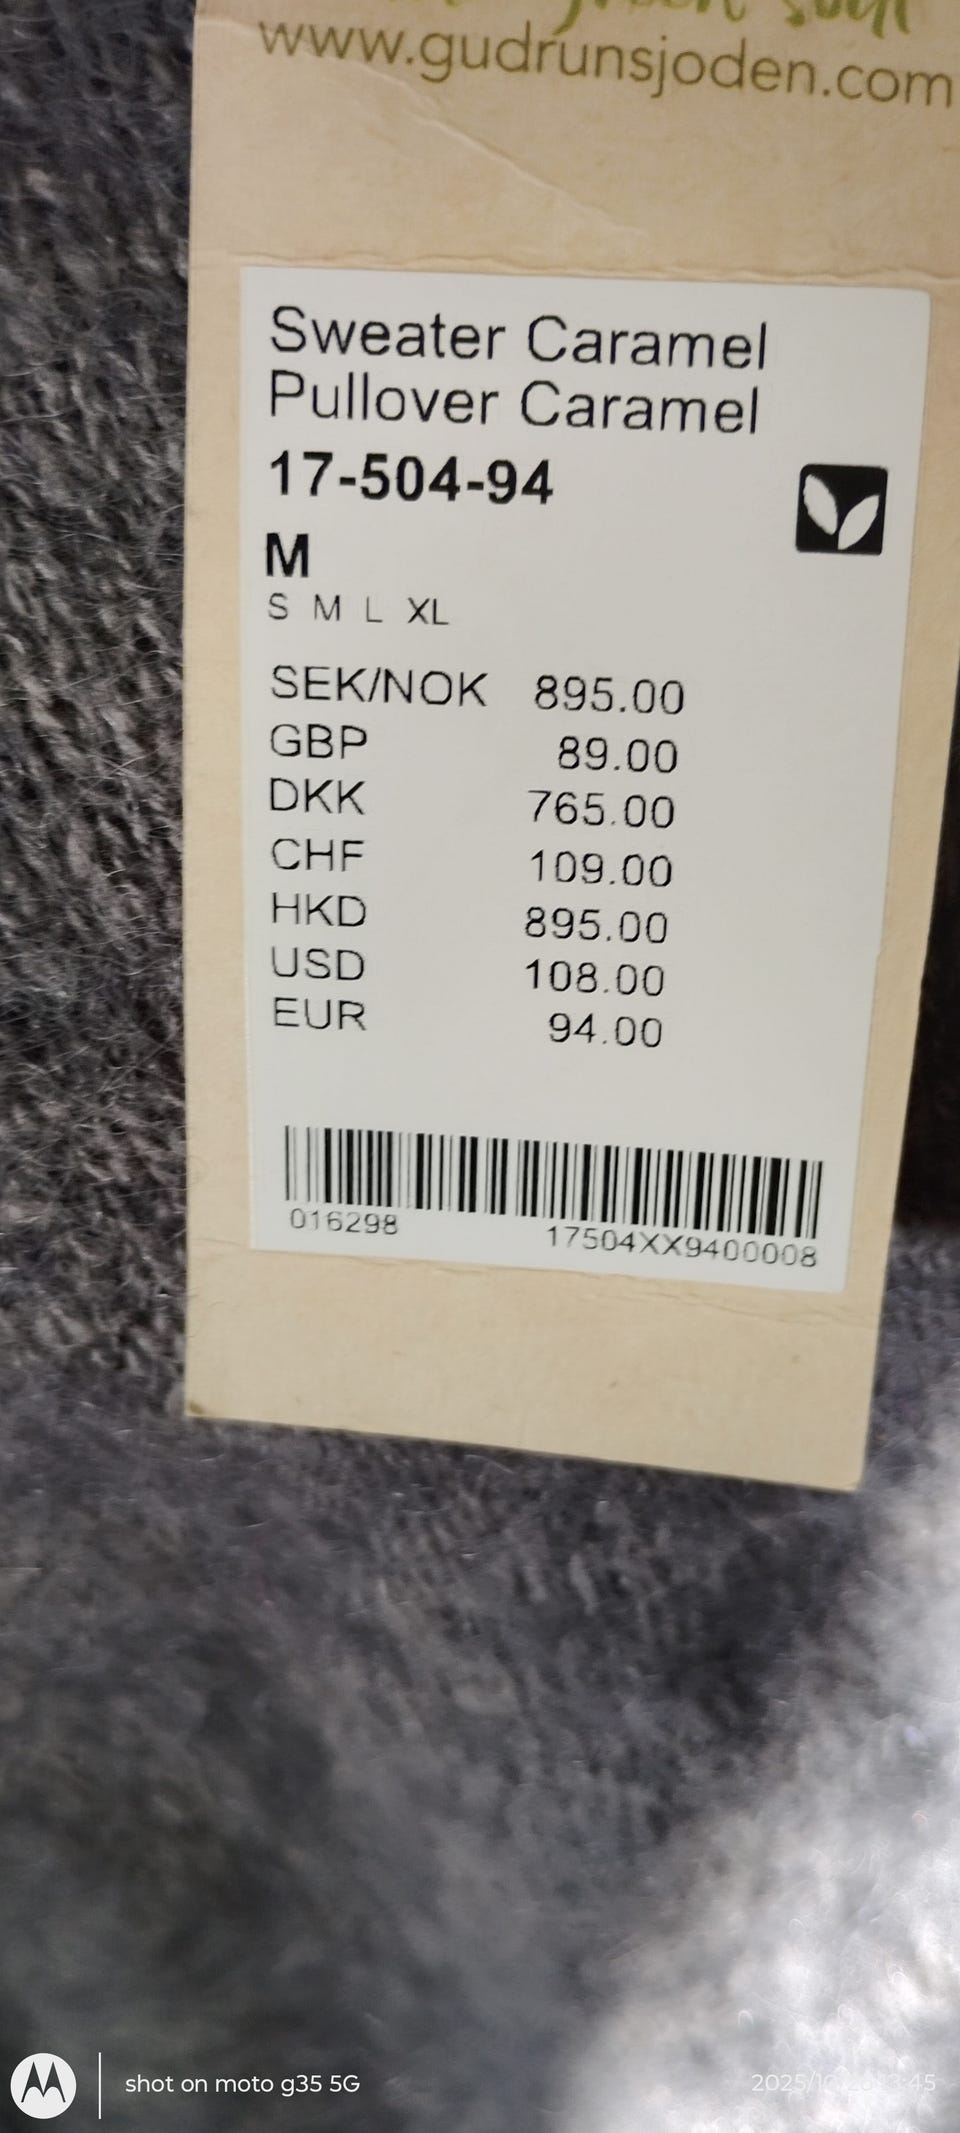 green soul
www.gudrunsjoden.com
Sweater Caramel
Pullover Caramel
17-504-94
M
S M L XL
SEK/NOK 895.00
GBP 89.00
DKK 765.00
CHF 109.00
HKD 895.00
USD 108.00
EUR 94.00
016298 17504XX9400008
shot on moto g35 5G